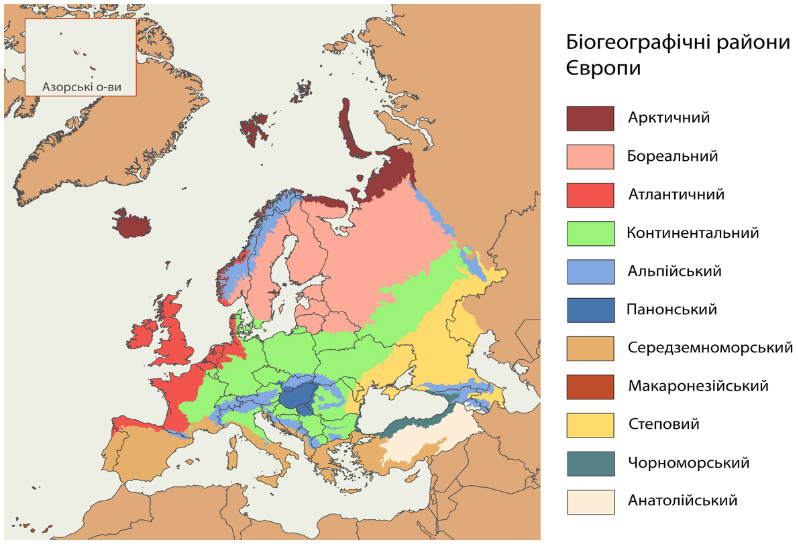 Азорські о-ви
Біогеографічні райони
Європи
Арктичний
Бореальний
Атлантичний
Континентальний
Альпійський
Панонський
Середземноморський
Макаронезійський
Степовий
Чорноморський
Анатолійський